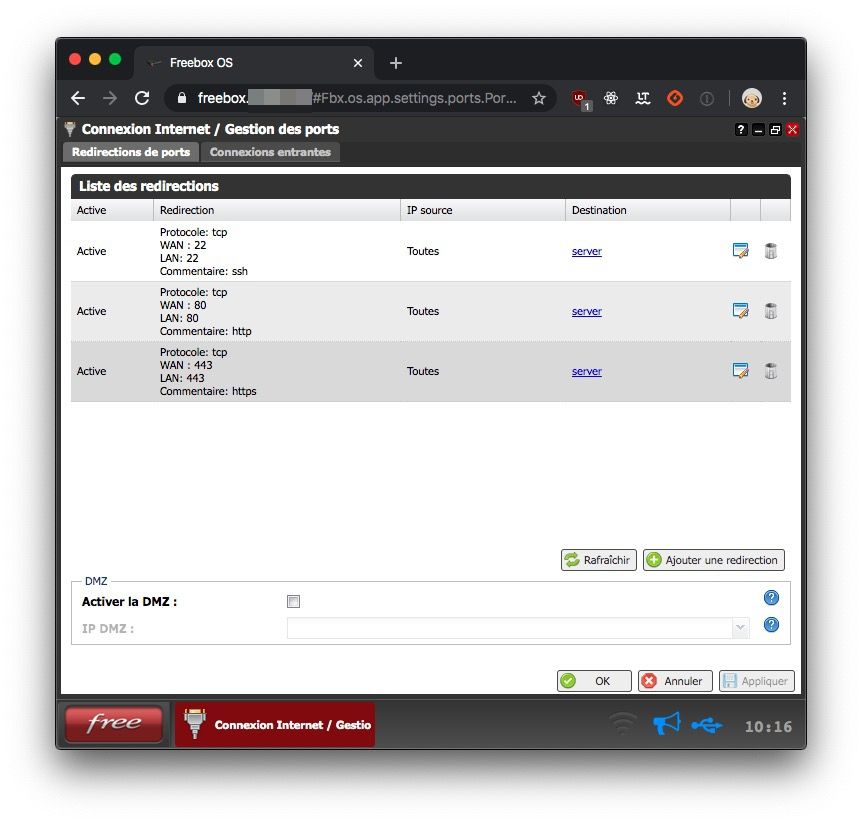 Freebox OS
freebox.
#Fbx.os.app.settings.ports.Por...
1
Connexion Internet / Gestion des ports
Redirections de ports
Connexions entrantes
Liste des redirections
Active Redirection IP source Destination
Active
Protocole: tcp
WAN : 22
LAN: 22
Commentaire: ssh
Toutes
server
Active
Protocole: tcp
WAN : 80
LAN: 80
Commentaire: http
Toutes
server
Active
Protocole: tcp
WAN : 443
LAN: 443
Commentaire: https
Toutes
server
Rafraîchir
Ajouter une redirection
DMZ
Activer la DMZ :
IP DMZ :
OK
Annuler
Appliquer
free
Connexion Internet / Gestio
10:16